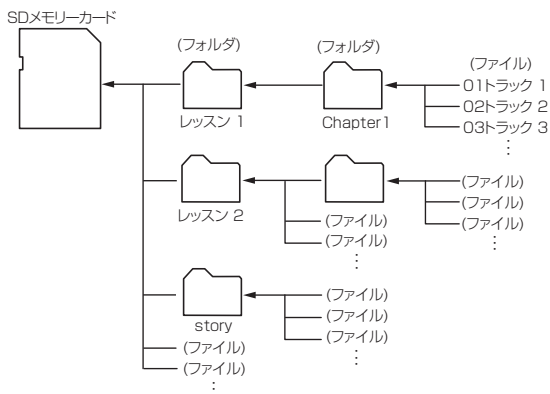 SDメモリーカード
(フォルダ)
(フォルダ)
(ファイル)
01トラック 1
02トラック 2
03トラック 3
⋮
レッスン 1
Chapter1
(ファイル)
(ファイル)
(ファイル)
⋮
レッスン 2
(ファイル)
(ファイル)
⋮
(ファイル)
(ファイル)
(ファイル)
⋮
story
(ファイル)
(ファイル)
⋮